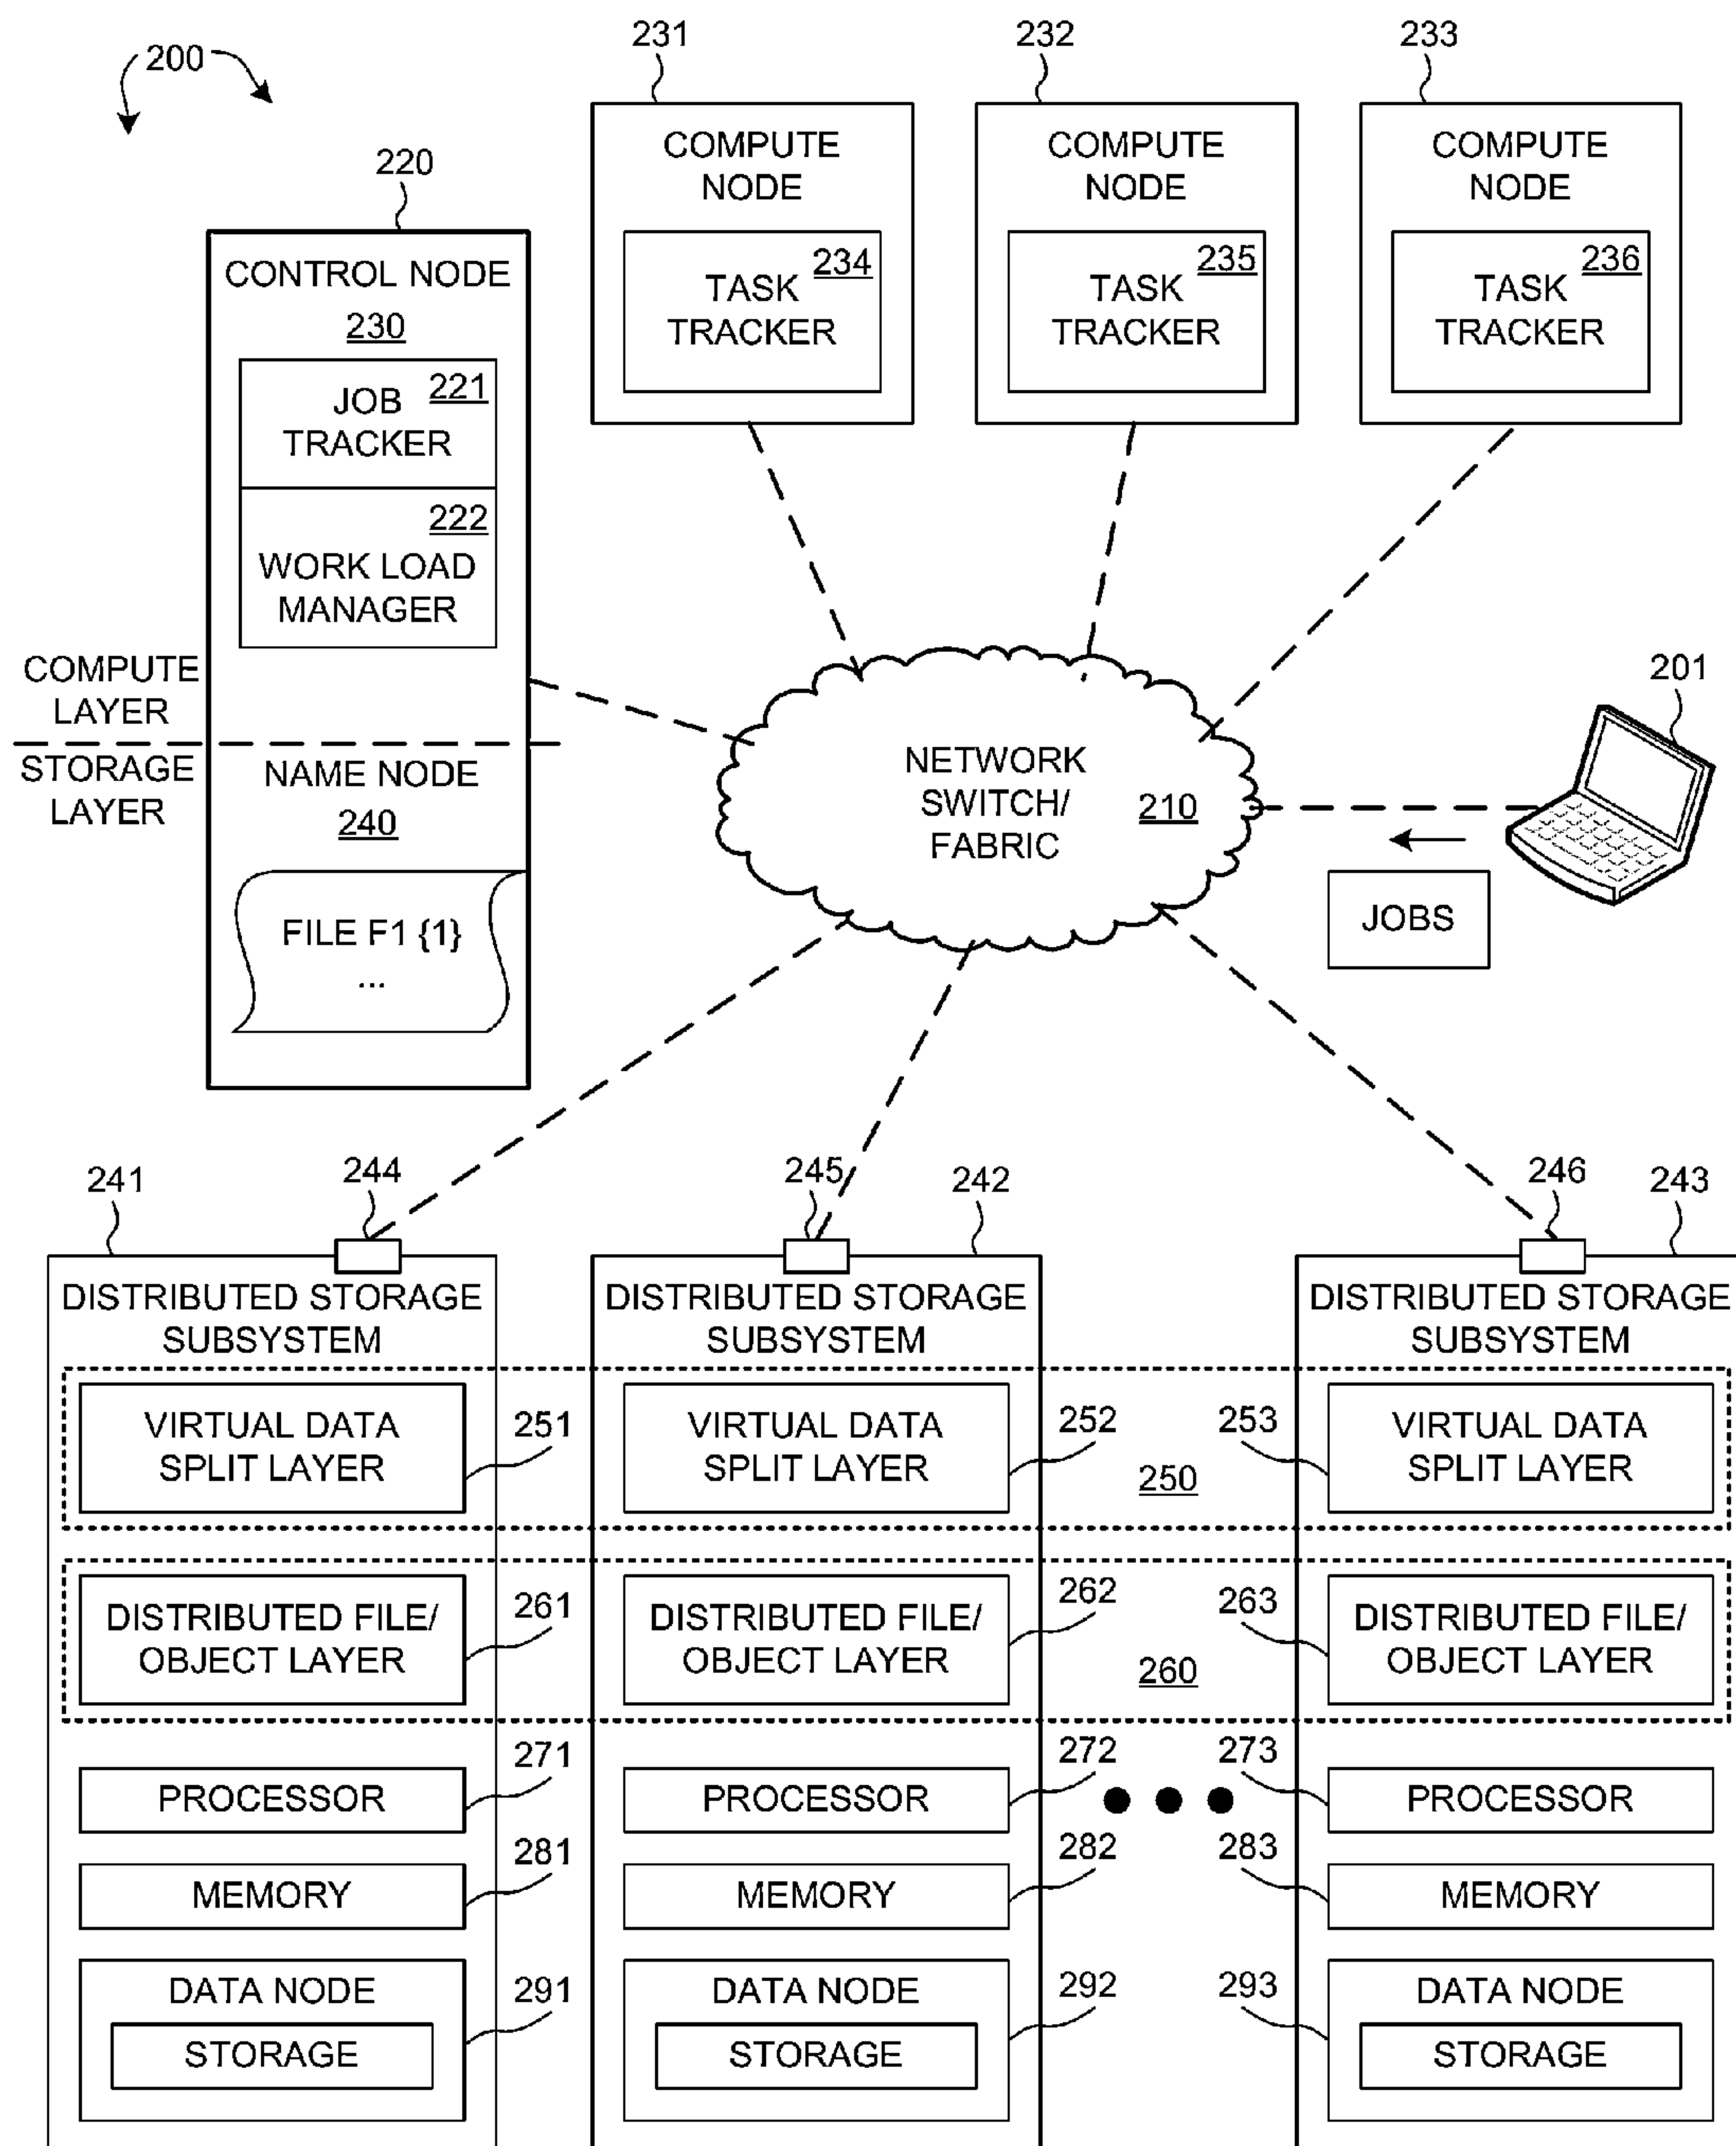 200
231
232
233
220
COMPUTE
NODE
234
TASK
TRACKER
COMPUTE
NODE
235
TASK
TRACKER
COMPUTE
NODE
236
TASK
TRACKER
CONTROL NODE
230
221
JOB
TRACKER
222
WORK LOAD
MANAGER
COMPUTE
LAYER
STORAGE
LAYER
NAME NODE
240
FILE F1 {1}
...
NETWORK
SWITCH/
FABRIC
210
201
JOBS
241
244
245
242
246
243
DISTRIBUTED STORAGE
SUBSYSTEM
DISTRIBUTED STORAGE
SUBSYSTEM
DISTRIBUTED STORAGE
SUBSYSTEM
VIRTUAL DATA
SPLIT LAYER
251
VIRTUAL DATA
SPLIT LAYER
252
250
253
VIRTUAL DATA
SPLIT LAYER
DISTRIBUTED FILE/
OBJECT LAYER
261
DISTRIBUTED FILE/
OBJECT LAYER
262
260
263
DISTRIBUTED FILE/
OBJECT LAYER
PROCESSOR
271
PROCESSOR
272
273
PROCESSOR
MEMORY
281
MEMORY
282
283
MEMORY
DATA NODE
STORAGE
291
DATA NODE
STORAGE
292
293
DATA NODE
STORAGE